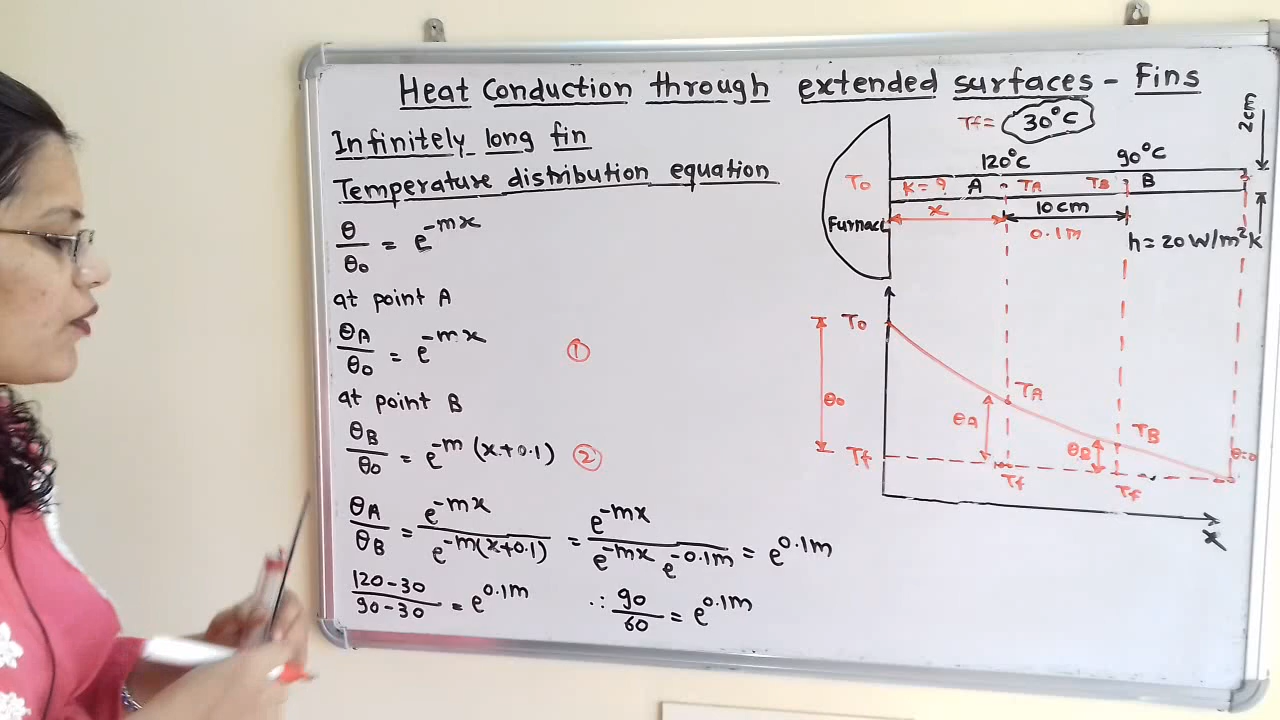 Heat Conduction through extended surfaces - Fins
Infinitely long fin
Temperature distribution equation
θ/θo = e^-mx
at point A
θA/θo = e^-mx ①
at point B
θB/θo = e^-m (x+0.1) ②
θA/θB = e^-mx / e^-m(x+0.1) = e^-mx / e^-mx e^-0.1m = e^0.1m
120-30 / 90-30 = e^0.1m ∴ 90/60 = e^0.1m
Tf = 30°C
2cm
120°C 90°C
To K=? A TA TB B
Furnact
x 10cm
0.1m
h = 20 W/m²K
To
TA
θo θA
TB
θB θ=0
Tf
Tf Tf
x